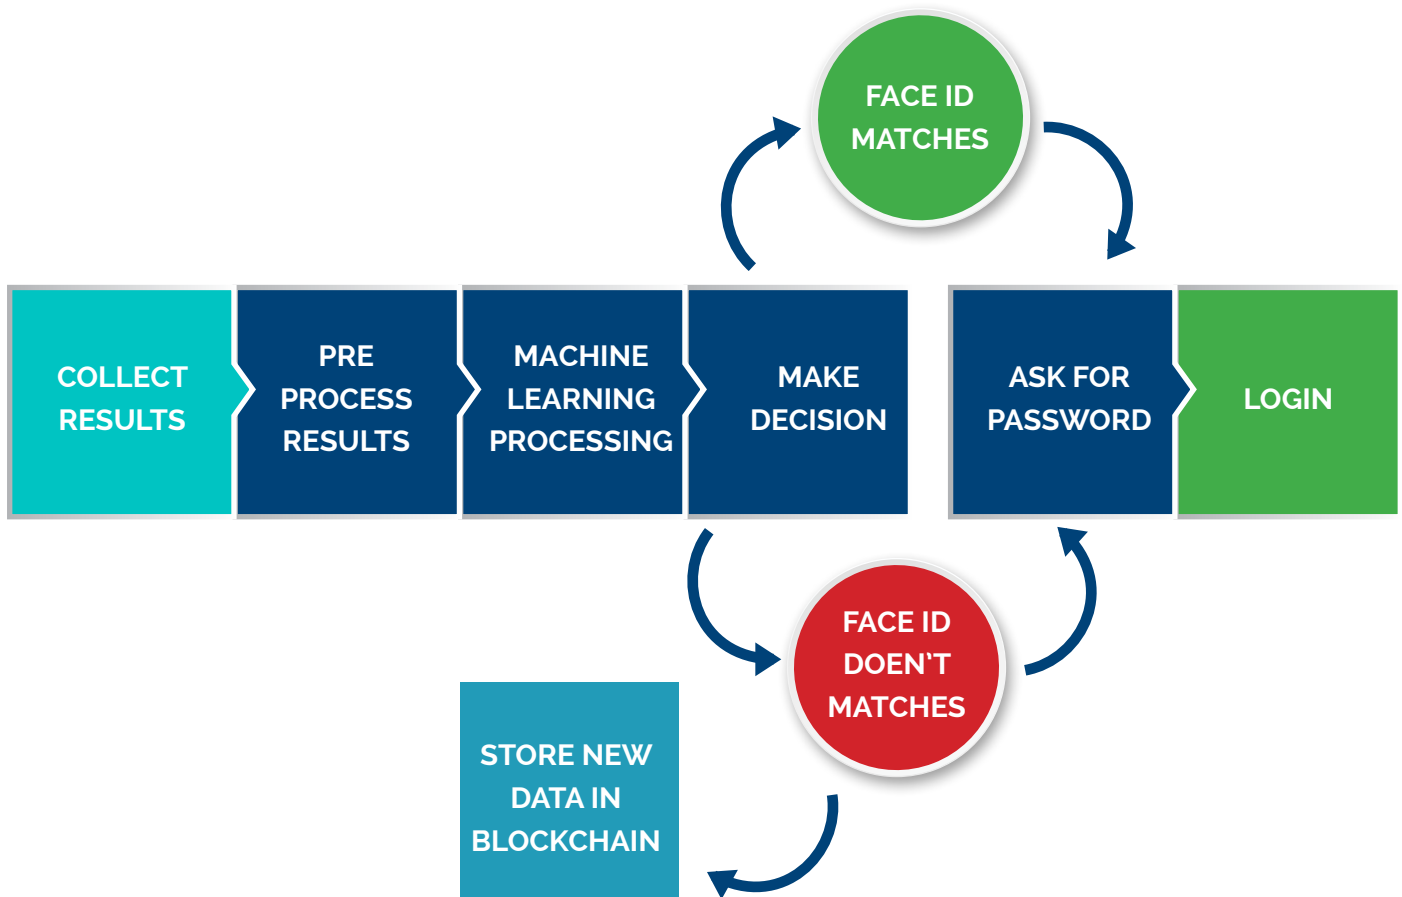 FACE ID
MATCHES
COLLECT
RESULTS
PRE
PROCESS
RESULTS
MACHINE
LEARNING
PROCESSING
MAKE
DECISION
ASK FOR
PASSWORD
LOGIN
FACE ID
DOEN'T
MATCHES
STORE NEW
DATA IN
BLOCKCHAIN